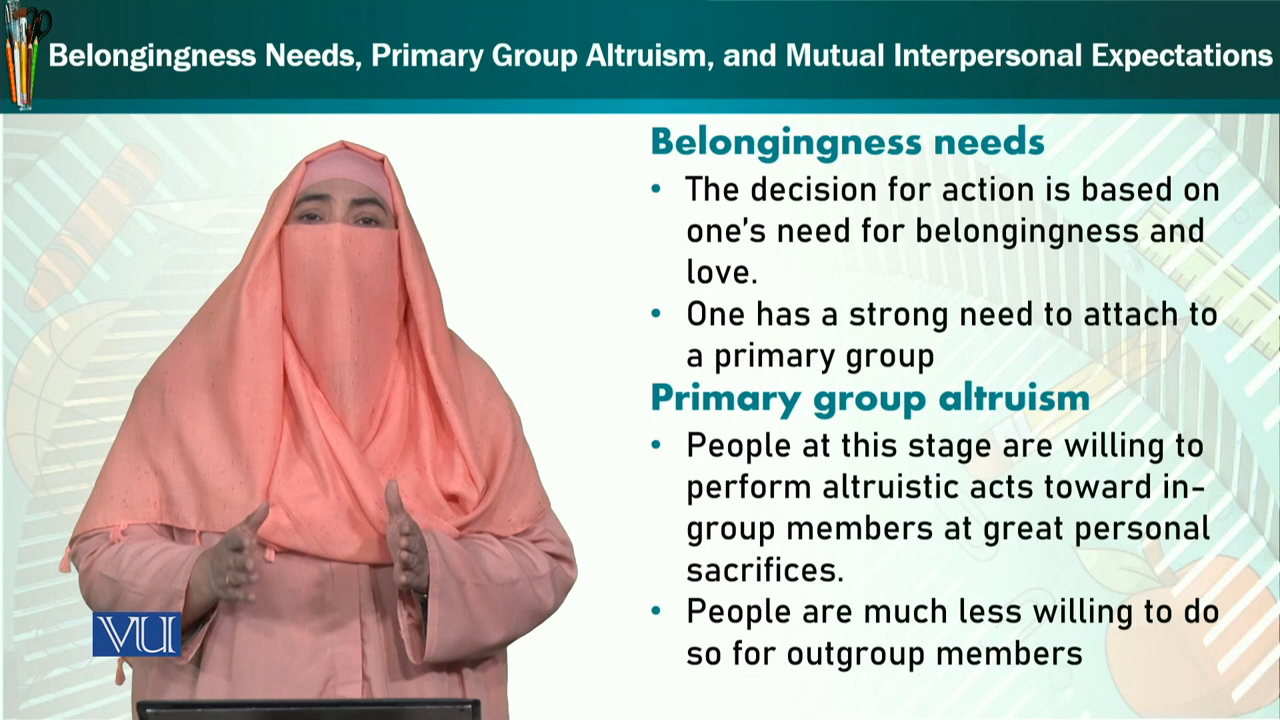 Belongingness Needs, Primary Group Altruism, and Mutual Interpersonal Expectations
Belongingness needs
• The decision for action is based on
one's need for belongingness and
love.
• One has a strong need to attach to
a primary group
Primary group altruism
• People at this stage are willing to
perform altruistic acts toward in-
group members at great personal
sacrifices.
• People are much less willing to do
so for outgroup members
VU